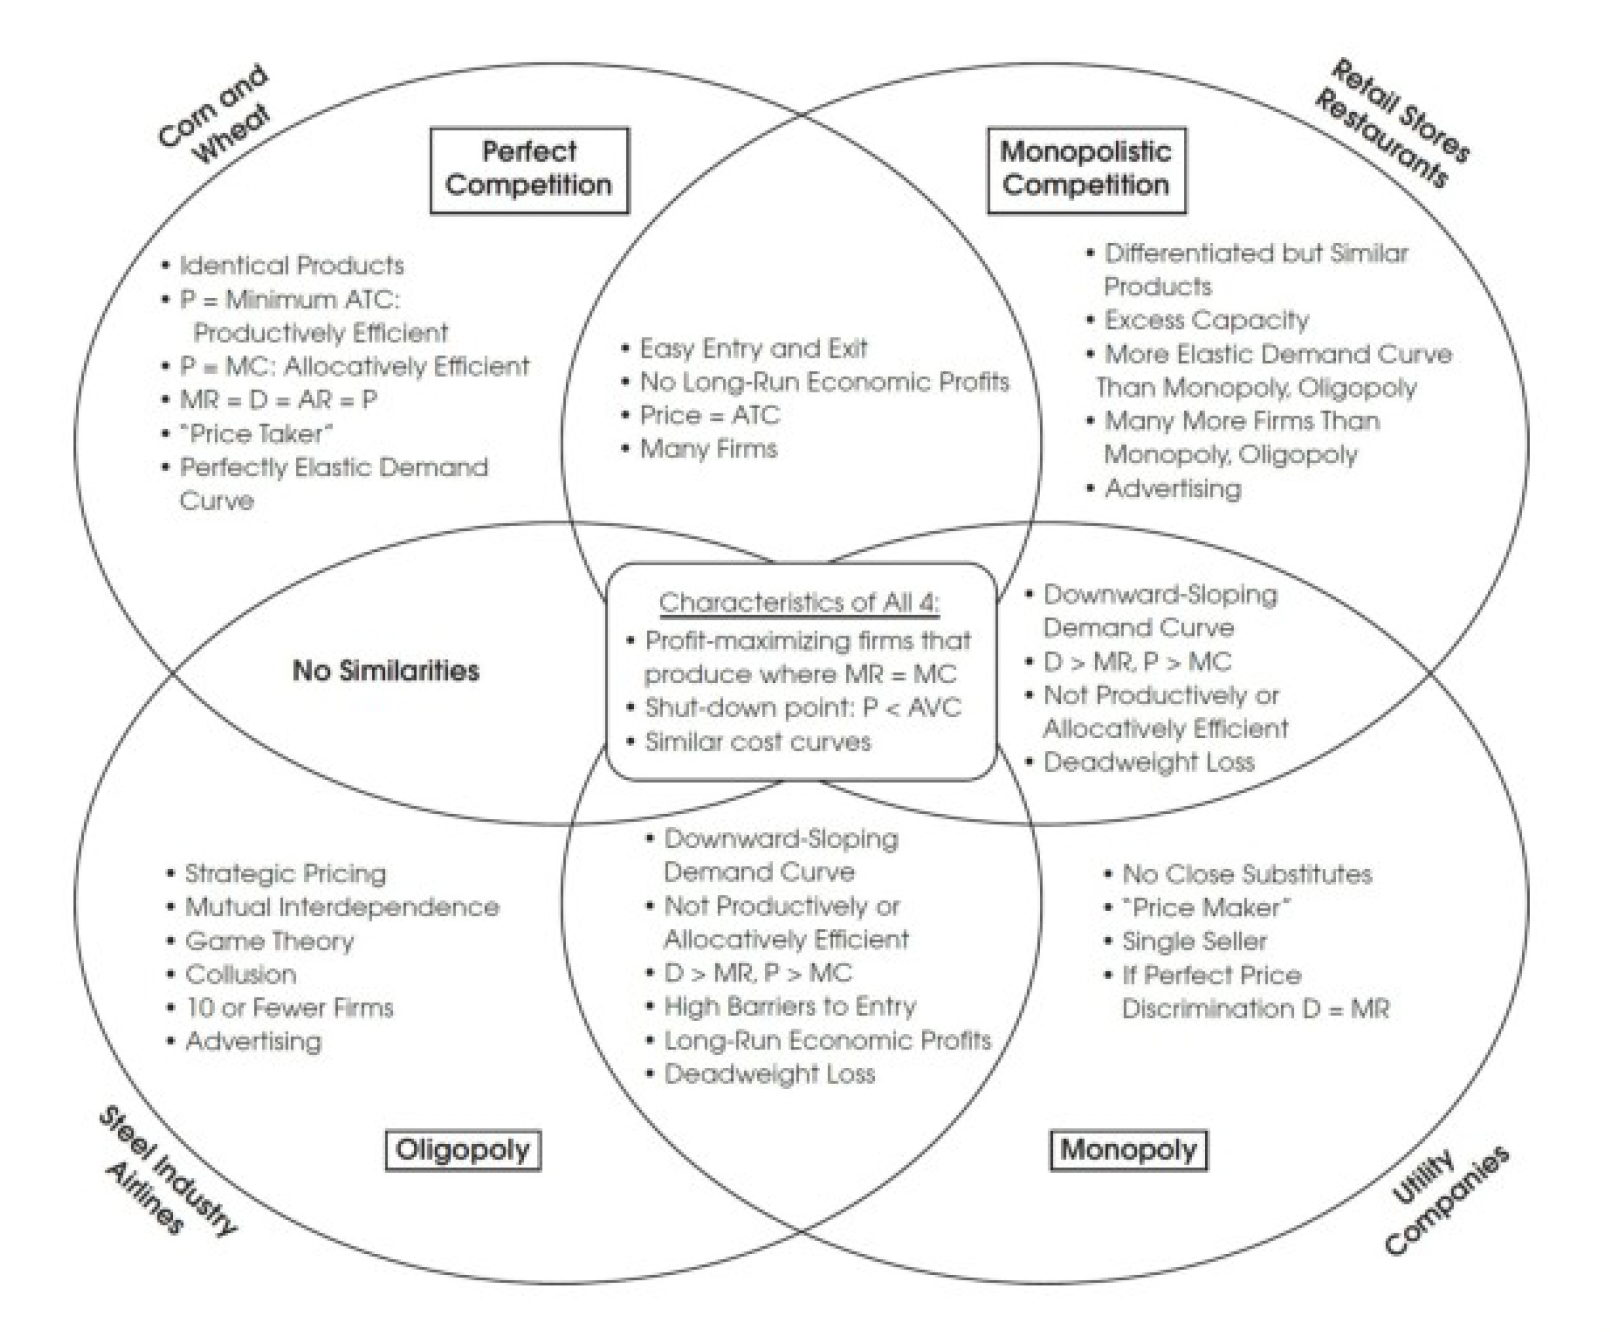 Corn and
Wheat
Perfect
Competition
• Identical Products
• P = Minimum ATC:
Productively Efficient
• P = MC: Allocatively Efficient
• MR = D = AR = P
• "Price Taker"
• Perfectly Elastic Demand
Curve
• Easy Entry and Exit
• No Long-Run Economic Profits
• Price = ATC
• Many Firms
Retail Stores
Restaurants
Monopolistic
Competition
• Differentiated but Similar
Products
• Excess Capacity
• More Elastic Demand Curve
Than Monopoly, Oligopoly
• Many More Firms Than
Monopoly, Oligopoly
• Advertising
No Similarities
Characteristics of All 4:
• Profit-maximizing firms that
produce where MR = MC
• Shut-down point: P < AVC
• Similar cost curves
• Downward-Sloping
Demand Curve
• D > MR, P > MC
• Not Productively or
Allocatively Efficient
• Deadweight Loss
• Strategic Pricing
• Mutual Interdependence
• Game Theory
• Collusion
• 10 or Fewer Firms
• Advertising
Oligopoly
Steel Industry
Airlines
• Downward-Sloping
Demand Curve
• Not Productively or
Allocatively Efficient
• D > MR, P > MC
• High Barriers to Entry
• Long-Run Economic Profits
• Deadweight Loss
• No Close Substitutes
• "Price Maker"
• Single Seller
• If Perfect Price
Discrimination D = MR
Monopoly
Utility
Companies